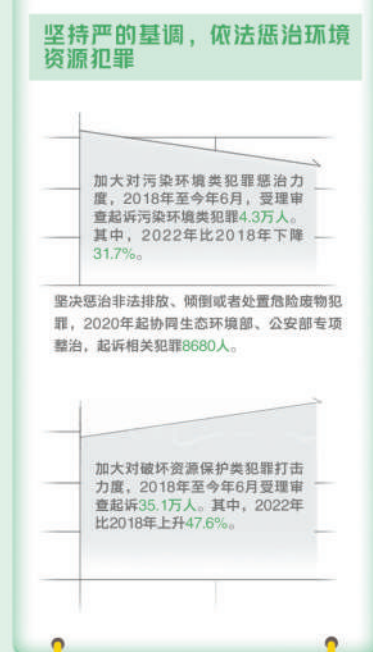 坚持严的基调，依法惩治环境
资源犯罪
加大对污染环境类犯罪惩治力
度，2018年至今年6月，受理审
查起诉污染环境类犯罪4.3万人。
其中，2022年比2018年下降
31.7%。
坚决惩治非法排放、倾倒或者处置危险废物犯
罪，2020年起协同生态环境部、公安部专项
整治，起诉相关犯罪8680人。
加大对破坏资源保护类犯罪打击
力度，2018年至今年6月受理审
查起诉35.1万人。其中，2022年
比2018年上升47.6%。